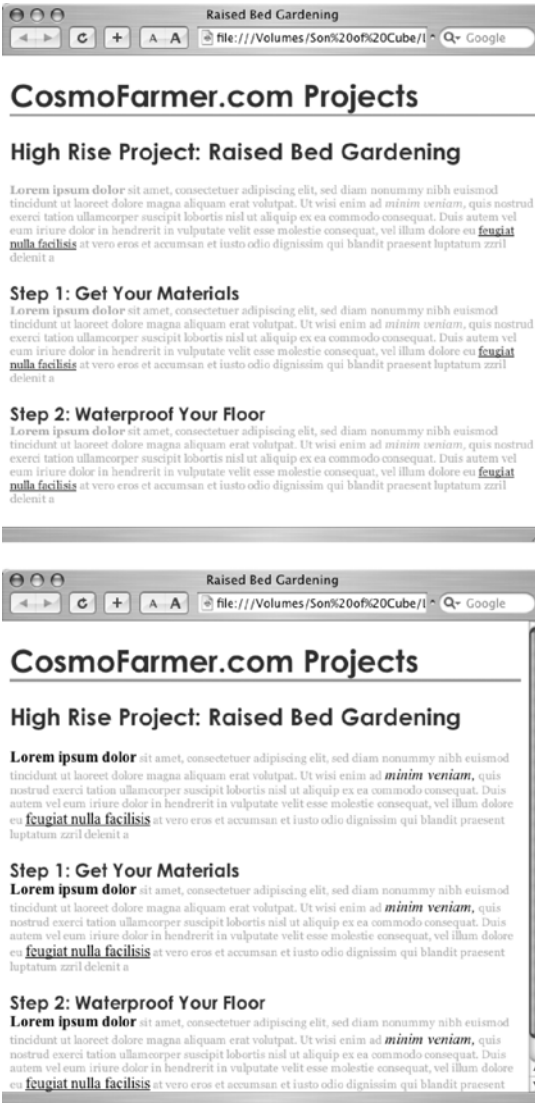 Raised Bed Gardening
A A file:///Volumes/Son%20of%20Cube/l Q- Google
CosmoFarmer.com Projects
High Rise Project: Raised Bed Gardening
Lorem ipsum dolor sit amet, consectetuer adipiscing elit, sed diam nonummy nibh euismod
tincidunt ut laoreet dolore magna aliquam erat volutpat. Ut wisi enim ad minim veniam, quis nostrud
exerci tation ullamcorper suscipit lobortis nisl ut aliquip ex ea commodo consequat. Duis autem vel
eum iriure dolor in hendrerit in vulputate velit esse molestie consequat, vel illum dolore eu feugiat
nulla facilisis at vero eros et accumsan et iusto odio dignissim qui blandit praesent luptatum zzril
delenit a
Step 1: Get Your Materials
Lorem ipsum dolor sit amet, consectetuer adipiscing elit, sed diam nonummy nibh euismod
tincidunt ut laoreet dolore magna aliquam erat volutpat. Ut wisi enim ad minim veniam, quis nostrud
exerci tation ullamcorper suscipit lobortis nisl ut aliquip ex ea commodo consequat. Duis autem vel
eum iriure dolor in hendrerit in vulputate velit esse molestie consequat, vel illum dolore eu feugiat
nulla facilisis at vero eros et accumsan et iusto odio dignissim qui blandit praesent luptatum zzril
delenit a
Step 2: Waterproof Your Floor
Lorem ipsum dolor sit amet, consectetuer adipiscing elit, sed diam nonummy nibh euismod
tincidunt ut laoreet dolore magna aliquam erat volutpat. Ut wisi enim ad minim veniam, quis nostrud
exerci tation ullamcorper suscipit lobortis nisl ut aliquip ex ea commodo consequat. Duis autem vel
eum iriure dolor in hendrerit in vulputate velit esse molestie consequat, vel illum dolore eu feugiat
nulla facilisis at vero eros et accumsan et iusto odio dignissim qui blandit praesent luptatum zzril
delenit a
Raised Bed Gardening
A A file:///Volumes/Son%20of%20Cube/l Q- Google
CosmoFarmer.com Projects
High Rise Project: Raised Bed Gardening
Lorem ipsum dolor sit amet, consectetuer adipiscing elit, sed diam nonummy nibh euismod
tincidunt ut laoreet dolore magna aliquam erat volutpat. Ut wisi enim ad minim veniam, quis
nostrud exerci tation ullamcorper suscipit lobortis nisl ut aliquip ex ea commodo consequat. Duis
autem vel eum iriure dolor in hendrerit in vulputate velit esse molestie consequat, vel illum dolore
eu feugiat nulla facilisis at vero eros et accumsan et iusto odio dignissim qui blandit praesent
luptatum zzril delenit a
Step 1: Get Your Materials
Lorem ipsum dolor sit amet, consectetuer adipiscing elit, sed diam nonummy nibh euismod
tincidunt ut laoreet dolore magna aliquam erat volutpat. Ut wisi enim ad minim veniam, quis
nostrud exerci tation ullamcorper suscipit lobortis nisl ut aliquip ex ea commodo consequat. Duis
autem vel eum iriure dolor in hendrerit in vulputate velit esse molestie consequat, vel illum dolore
eu feugiat nulla facilisis at vero eros et accumsan et iusto odio dignissim qui blandit praesent
luptatum zzril delenit a
Step 2: Waterproof Your Floor
Lorem ipsum dolor sit amet, consectetuer adipiscing elit, sed diam nonummy nibh euismod
tincidunt ut laoreet dolore magna aliquam erat volutpat. Ut wisi enim ad minim veniam, quis
nostrud exerci tation ullamcorper suscipit lobortis nisl ut aliquip ex ea commodo consequat. Duis
autem vel eum iriure dolor in hendrerit in vulputate velit esse molestie consequat, vel illum dolore
eu feugiat nulla facilisis at vero eros et accumsan et iusto odio dignissim qui blandit praesent